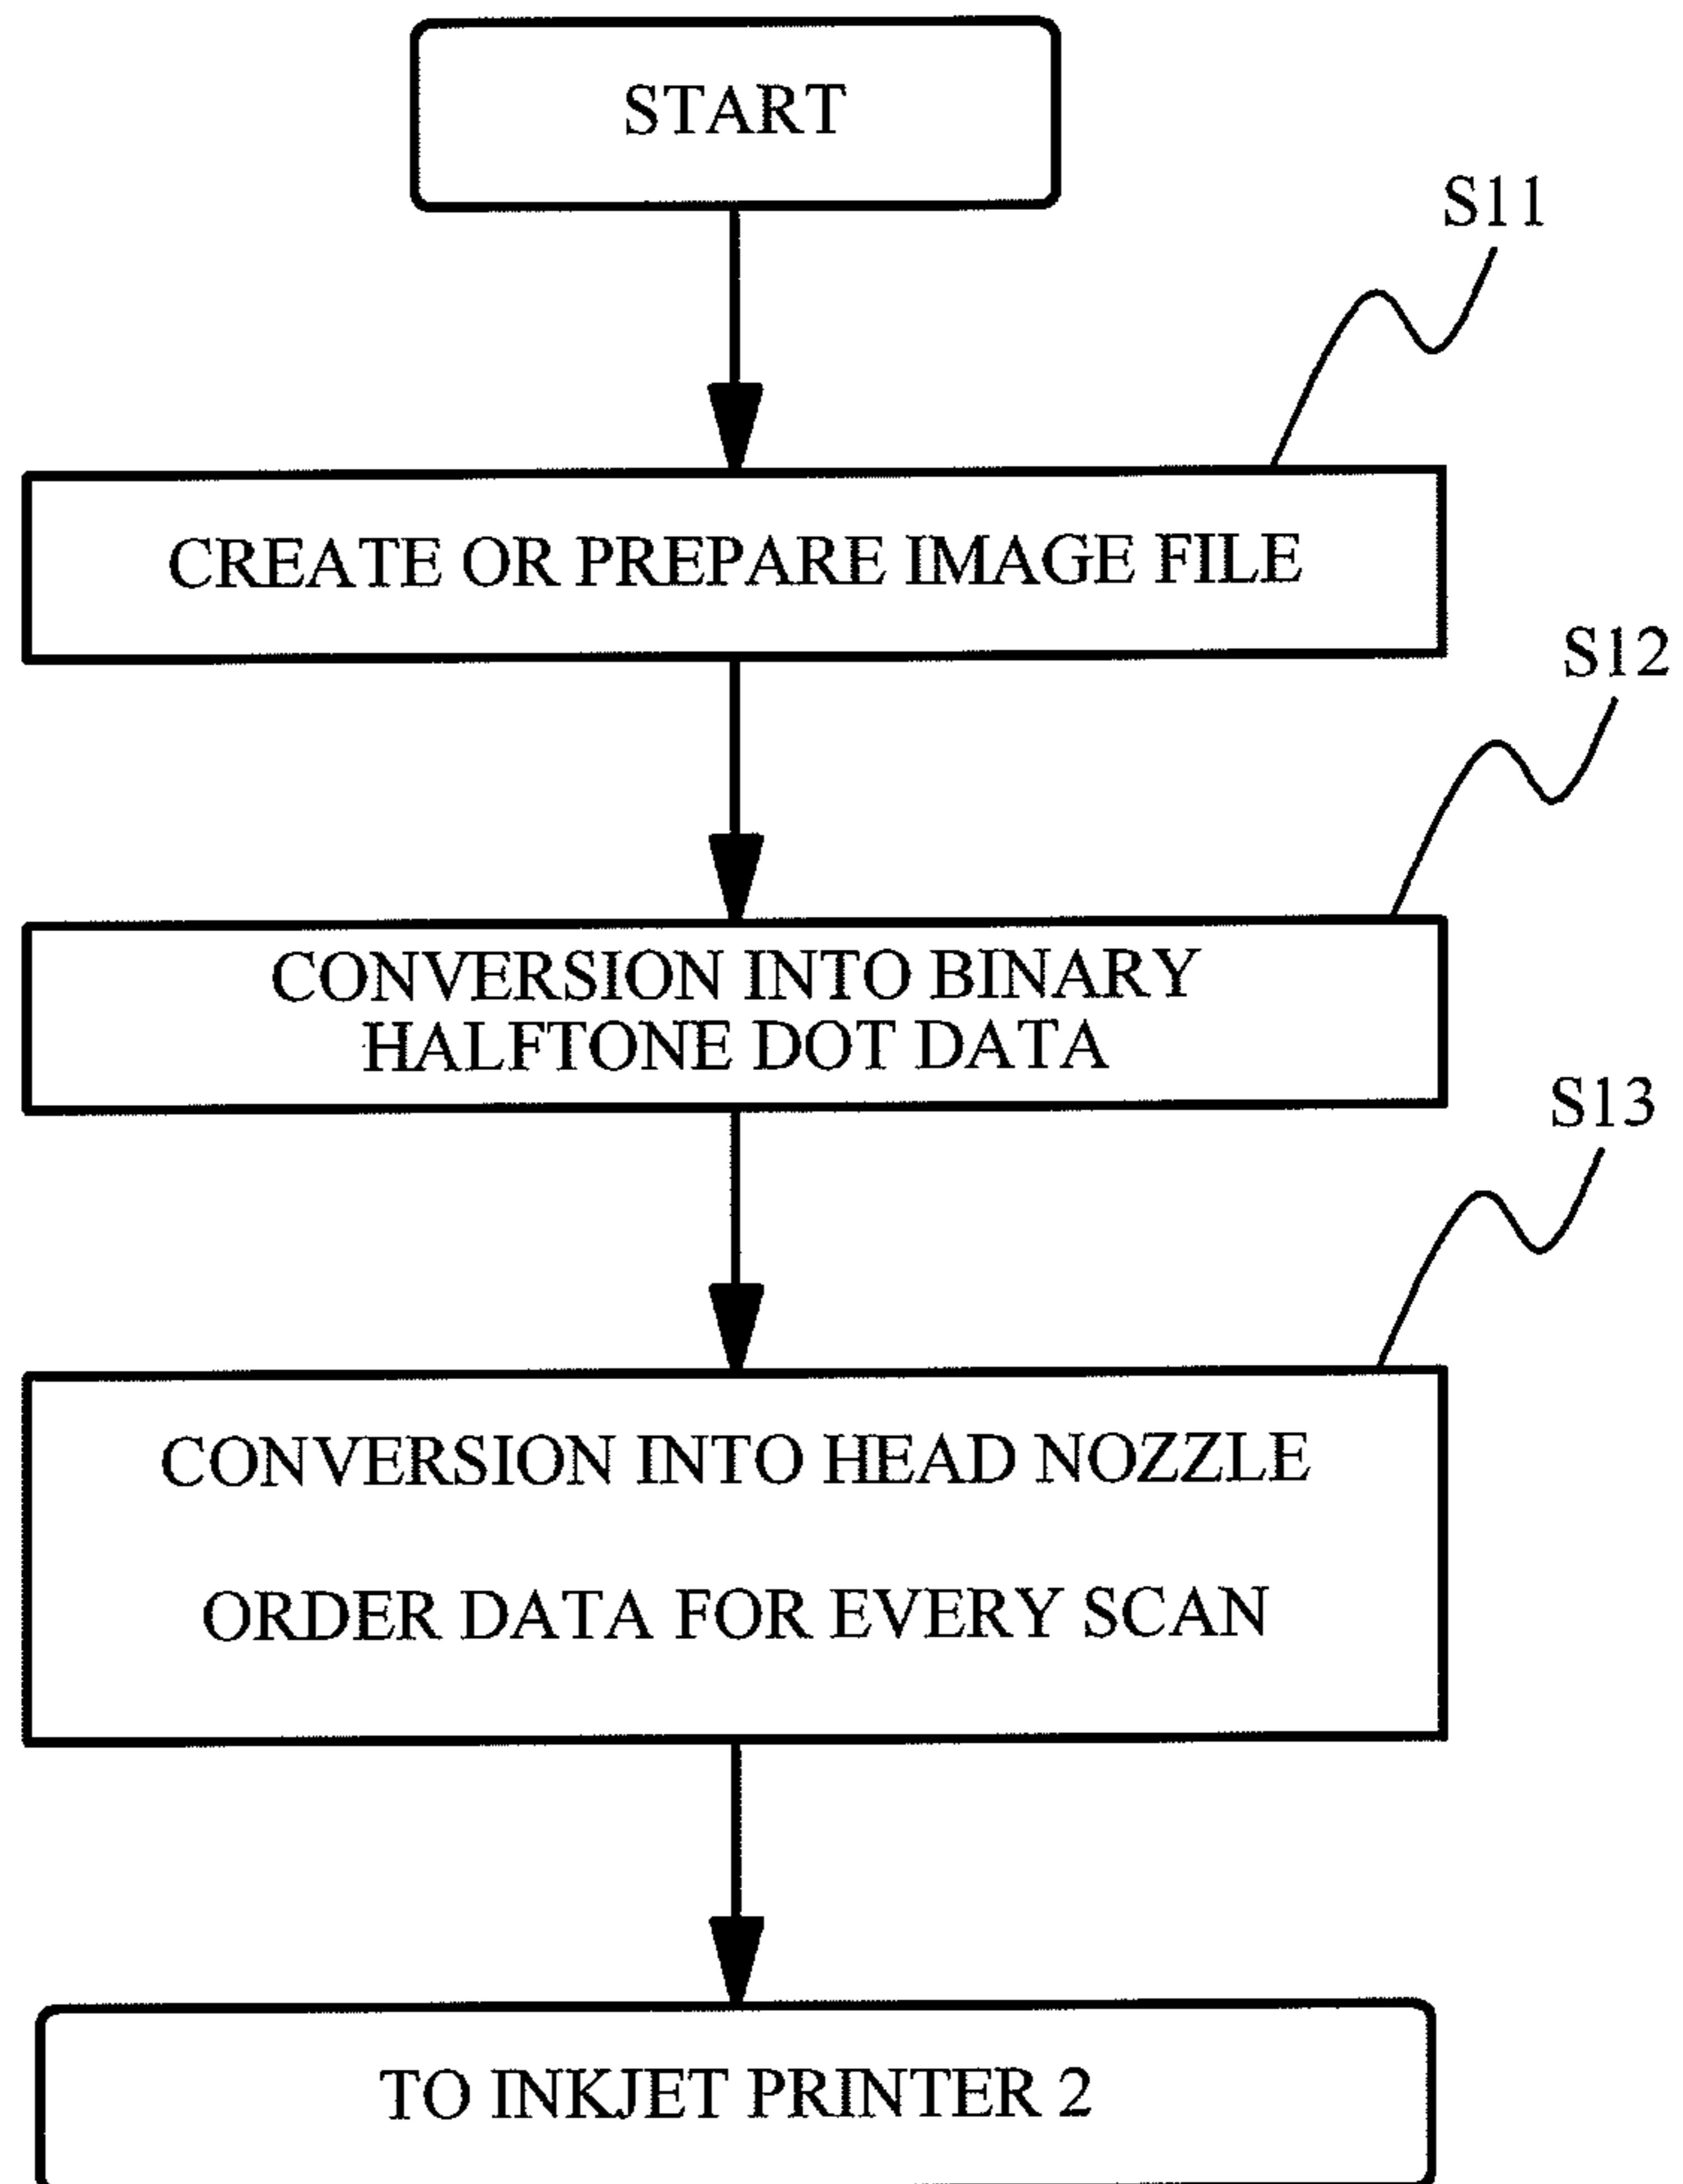 START
S11
CREATE OR PREPARE IMAGE FILE
S12
CONVERSION INTO BINARY
HALFTONE DOT DATA
S13
CONVERSION INTO HEAD NOZZLE
ORDER DATA FOR EVERY SCAN
TO INKJET PRINTER 2